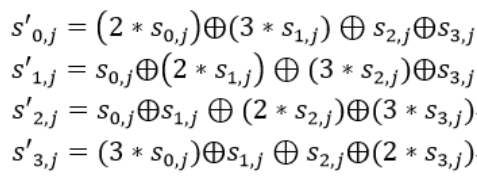 s'₀,ⱼ = (2 * s₀,ⱼ)⊕(3 * s₁,ⱼ) ⊕ s₂,ⱼ⊕s₃,ⱼ
s'₁,ⱼ = s₀,ⱼ⊕(2 * s₁,ⱼ) ⊕ (3 * s₂,ⱼ)⊕s₃,ⱼ
s'₂,ⱼ = s₀,ⱼ⊕s₁,ⱼ ⊕ (2 * s₂,ⱼ)⊕(3 * s₃,ⱼ)
s'₃,ⱼ = (3 * s₀,ⱼ)⊕s₁,ⱼ ⊕ s₂,ⱼ⊕(2 * s₃,ⱼ)